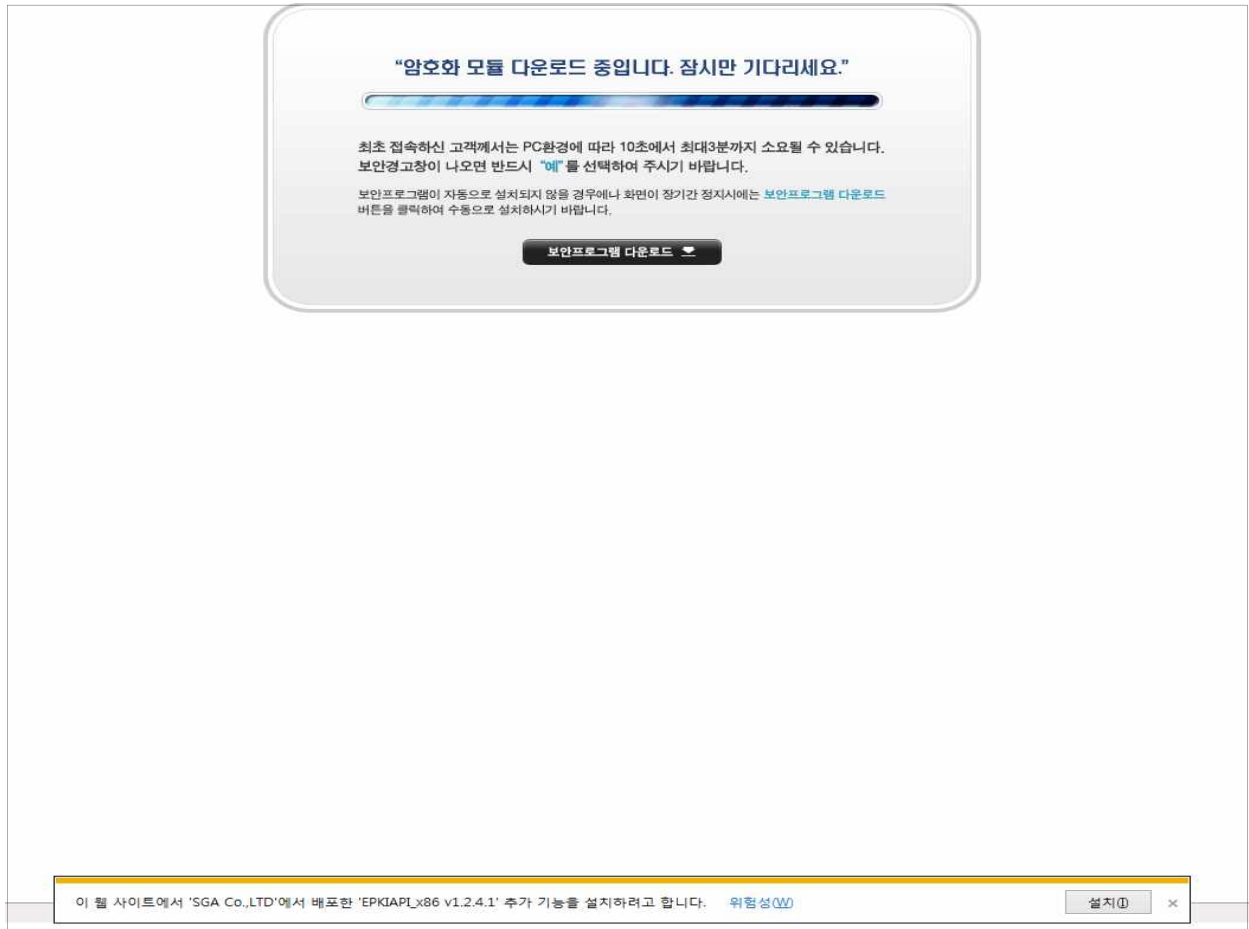 “암호화 모듈 다운로드 중입니다. 잠시만 기다리세요.”
최초 접속하신 고객께서는 PC환경에 따라 10초에서 최대3분까지 소요될 수 있습니다.
보안경고창이 나오면 반드시 “예”를 선택하여 주시기 바랍니다.
보안프로그램이 자동으로 설치되지 않을 경우에나 화면이 장기간 정지시에는 보안프로그램 다운로드
버튼을 클릭하여 수동으로 설치하시기 바랍니다.
보안프로그램 다운로드
이 웹 사이트에서 'SGA Co.,LTD'에서 배포한 'EPKIAPI_x86 v1.2.4.1' 추가 기능을 설치하려고 합니다. 위험성(W) 설치(I) ×